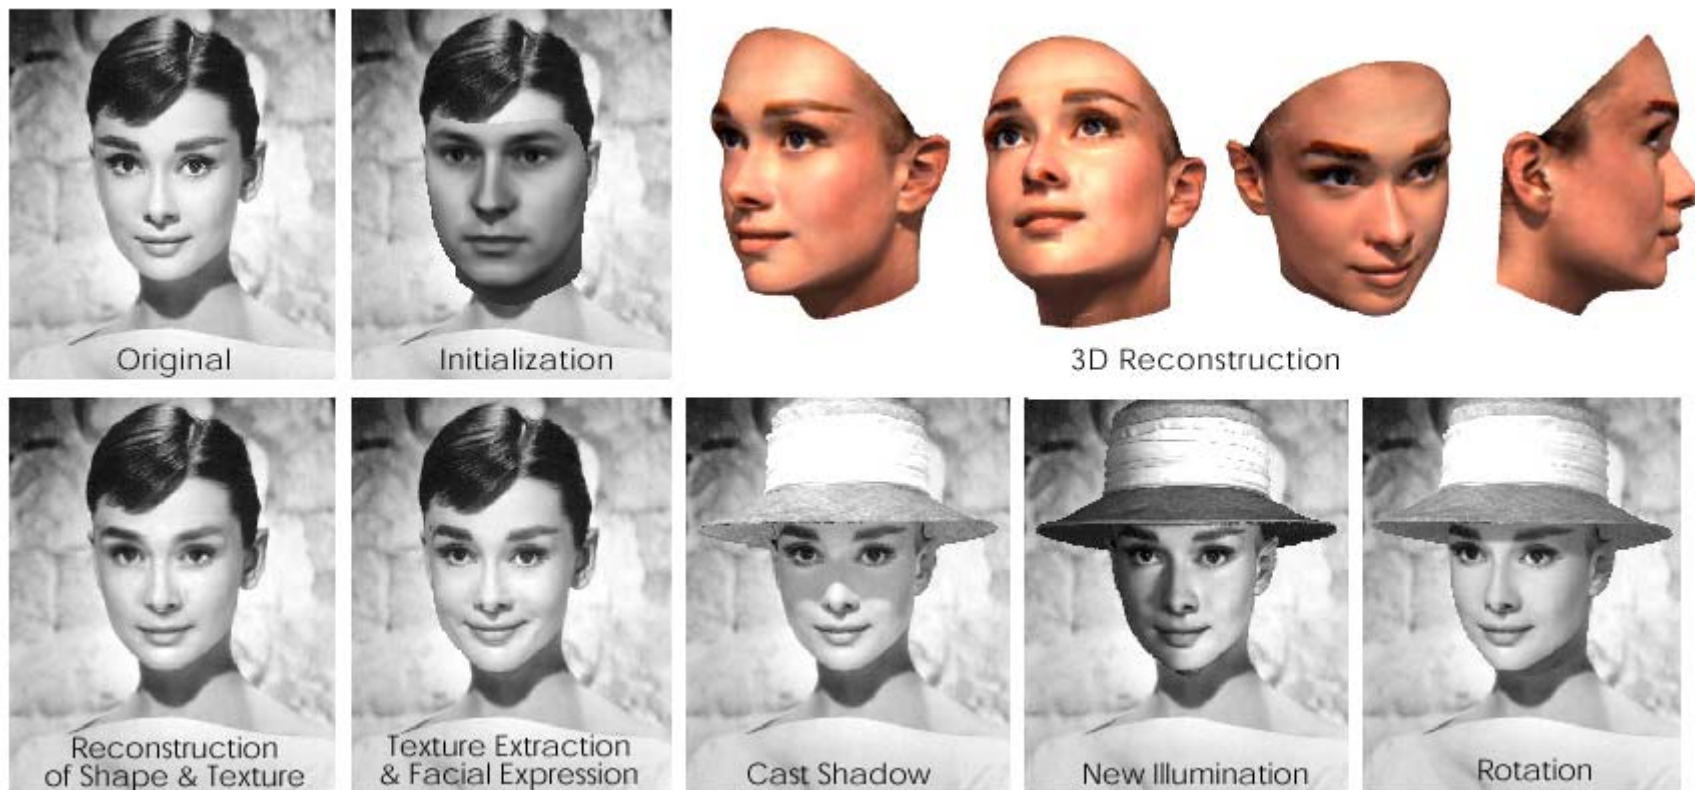 Original
Initialization
3D Reconstruction
Reconstruction
of Shape & Texture
Texture Extraction
& Facial Expression
Cast Shadow
New Illumination
Rotation